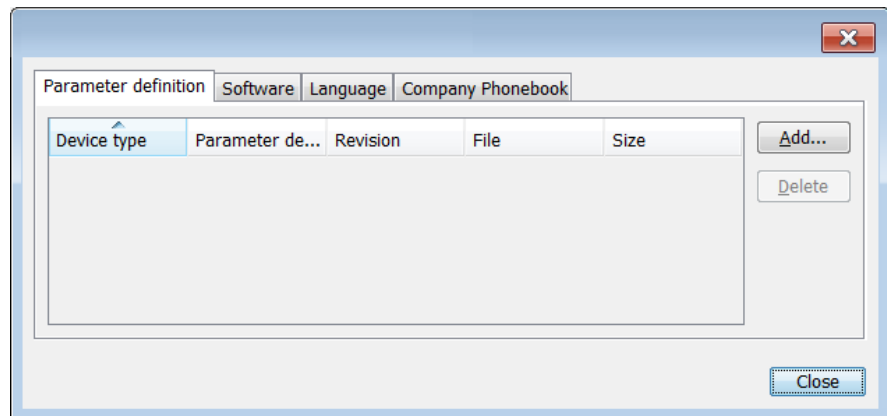 Parameter definition Software Language Company Phonebook
Device type Parameter de... Revision File Size Add...
Delete
Close